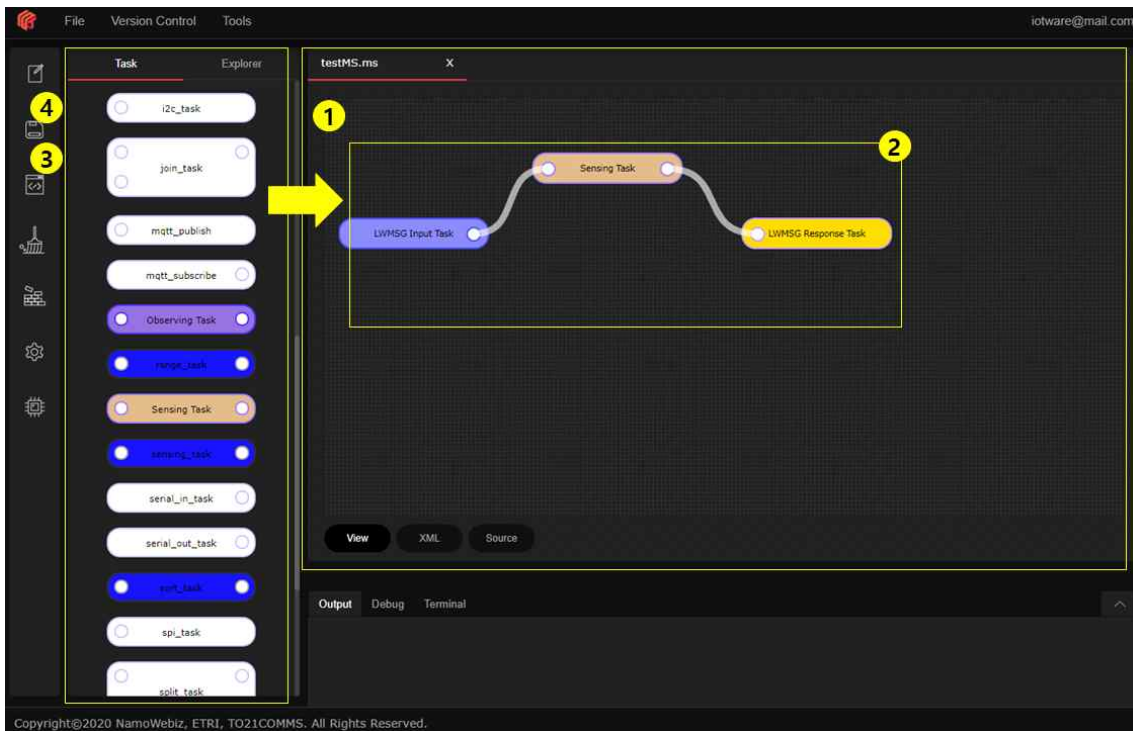 File Version Control Tools iotware@mail.com
Task Explorer
testMS.ms X
4
3
1
2
i2c_task
join_task
mqtt_publish
mqtt_subscribe
Observing Task
range_task
Sensing Task
sensing_task
serial_in_task
serial_out_task
sort_task
spi_task
split_task
LWMSG Input Task
Sensing Task
LWMSG Response Task
View XML Source
Output Debug Terminal
Copyright©2020 NamoWebiz, ETRI, TO21COMMS. All Rights Reserved.